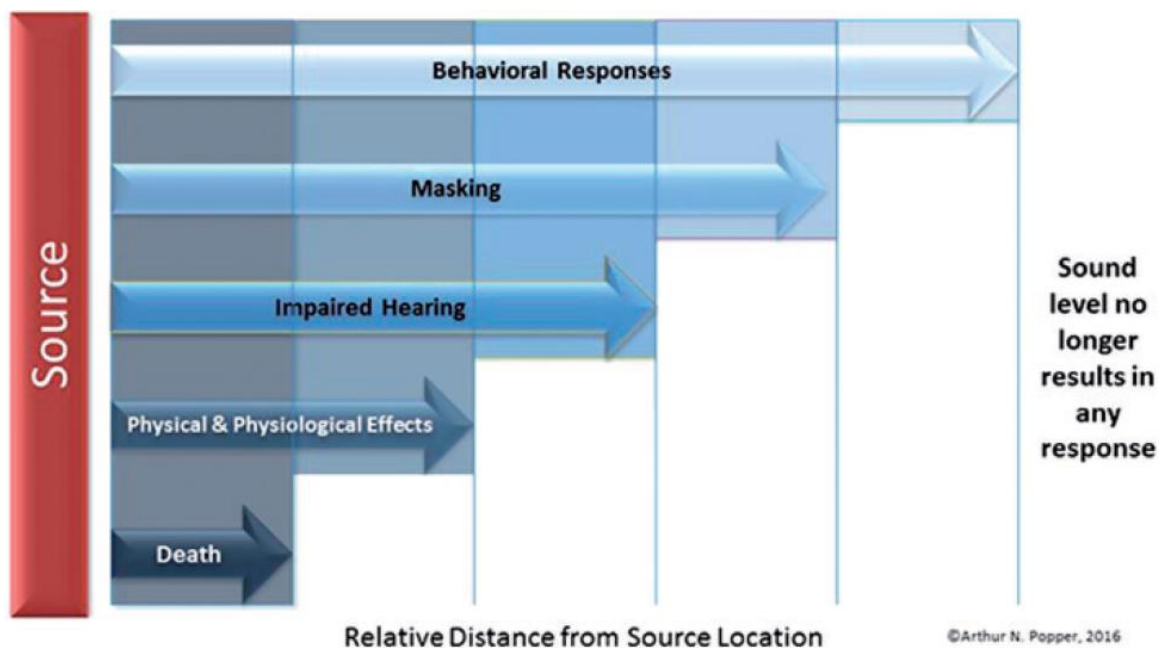 Source
Behavioral Responses
Masking
Impaired Hearing
Physical & Physiological Effects
Death
Sound
level no
longer
results in
any
response
Relative Distance from Source Location
©Arthur N. Popper, 2016